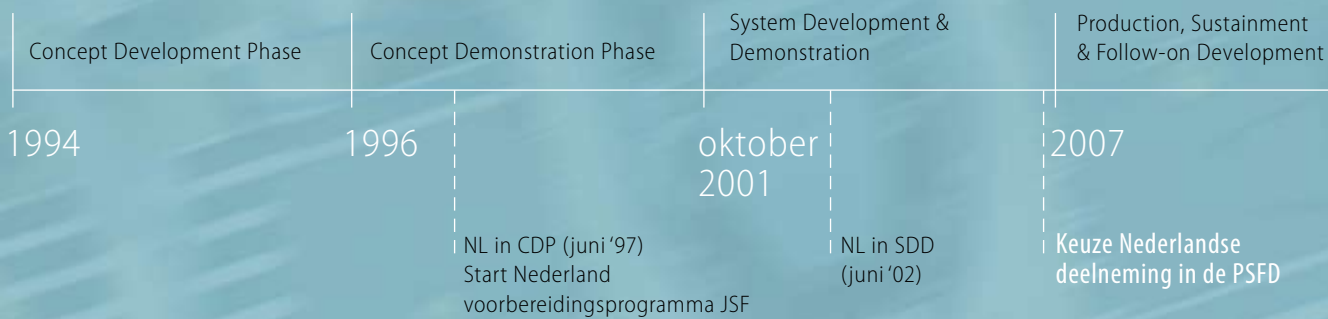 Concept Development Phase
Concept Demonstration Phase
System Development &
Demonstration
Production, Sustainment
& Follow-on Development
1994
1996
oktober
2001
2007
NL in CDP (juni ‘97)
Start Nederland
voorbereidingsprogramma JSF
NL in SDD
(juni ‘02)
Keuze Nederlandse
deelneming in de PSFD